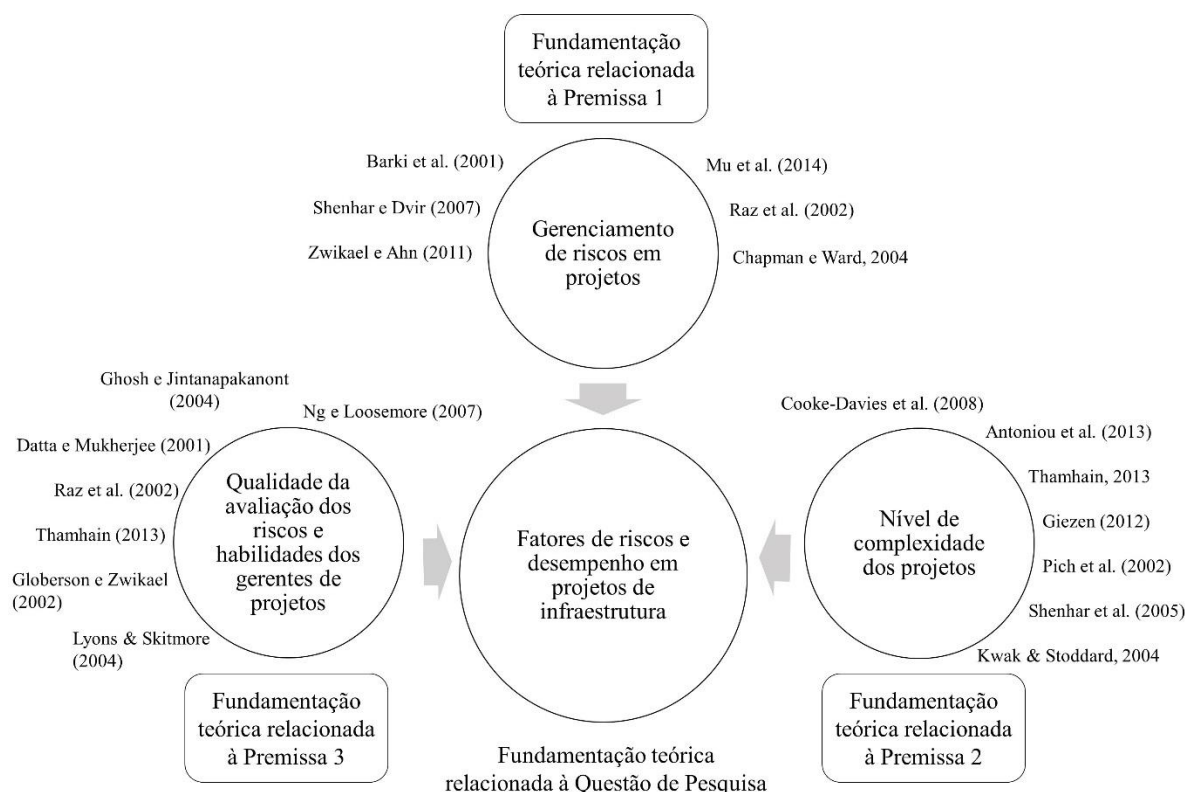 Fundamentação
teórica relacionada
à Premissa 1
Barki et al. (2001)
Shenhar e Dvir (2007)
Zwikael e Ahn (2011)
Gerenciamento
de riscos em
projetos
Mu et al. (2014)
Raz et al. (2002)
Chapman e Ward, 2004
Ghosh e Jintanapakanont
(2004)
Ng e Loosemore (2007)
Datta e Mukherjee (2001)
Raz et al. (2002)
Thamhain (2013)
Globerson e Zwikael
(2002)
Lyons & Skitmore
(2004)
Qualidade da
avaliação dos
riscos e
habilidades dos
gerentes de
projetos
Fundamentação
teórica relacionada
à Premissa 3
Fatores de riscos e
desempenho em
projetos de
infraestrutura
Fundamentação teórica
relacionada à Questão de Pesquisa
Cooke-Davies et al. (2008)
Antoniou et al. (2013)
Thamhain, 2013
Giezen (2012)
Pich et al. (2002)
Shenhar et al. (2005)
Kwak & Stoddard, 2004
Nível de
complexidade
dos projetos
Fundamentação
teórica relacionada
à Premissa 2